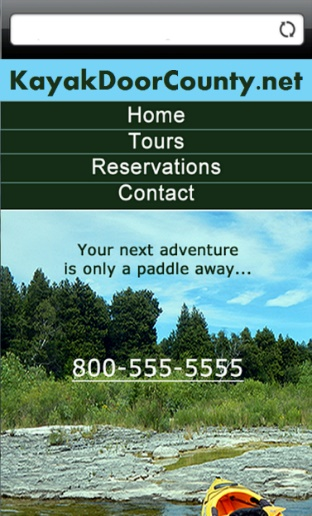 KayakDoorCounty.net
Home
Tours
Reservations
Contact
Your next adventure
is only a paddle away...
800-555-5555